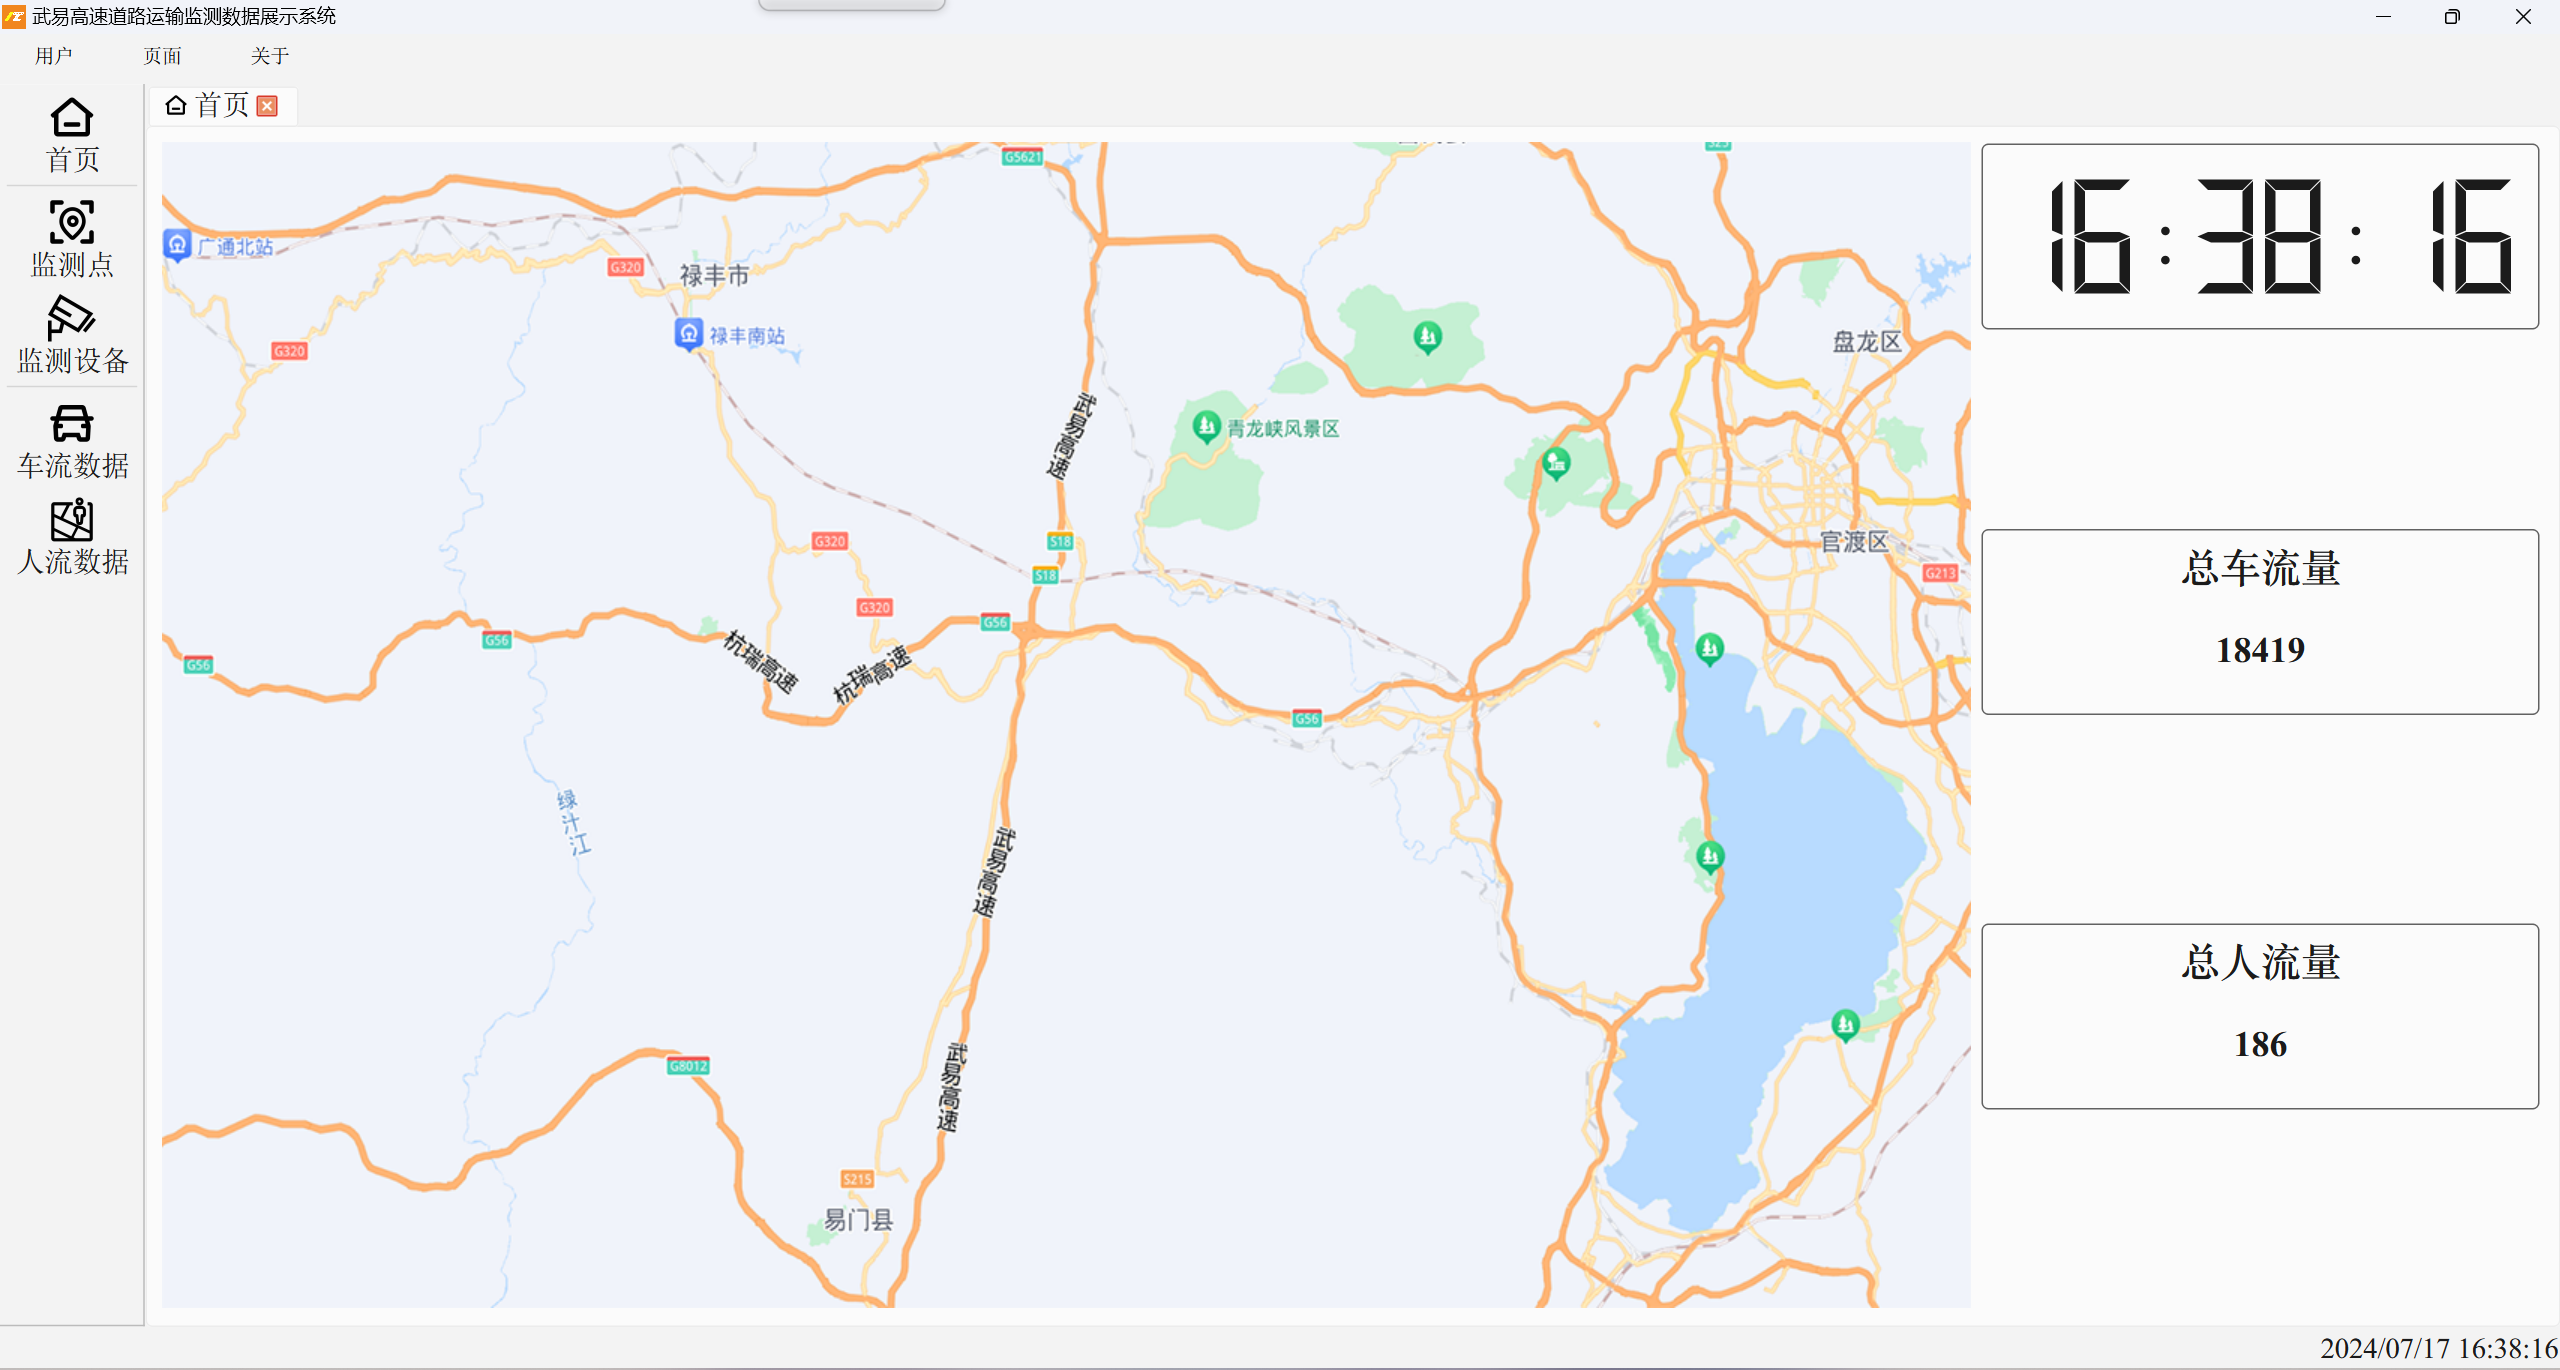 武易高速道路运输监测数据展示系统
用户 页面 关于
首页
首页
监测点
监测设备
车流数据
人流数据
G5621
S23
广通北站
G320
禄丰市
G320
禄丰南站
盘龙区
武易高速
青龙峡风景区
G320
S18
S18
官渡区
G213
G320
G56
G56
G56
杭瑞高速
杭瑞高速
G56
绿汁江
武易高速
武易高速
G8012
S215
易门县
16:38:16
总车流量
18419
总人流量
186
2024/07/17 16:38:16